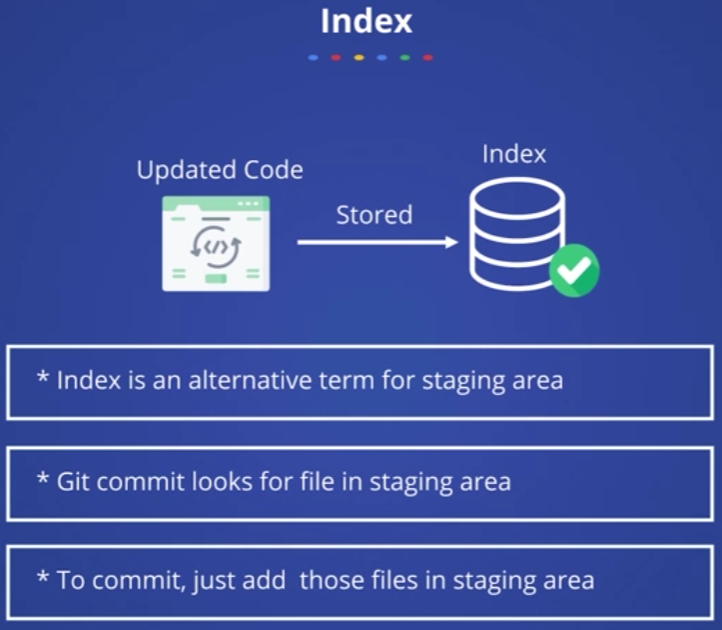 Index
Updated Code
Index
Stored
</>
* Index is an alternative term for staging area
* Git commit looks for file in staging area
* To commit, just add  those files in staging area